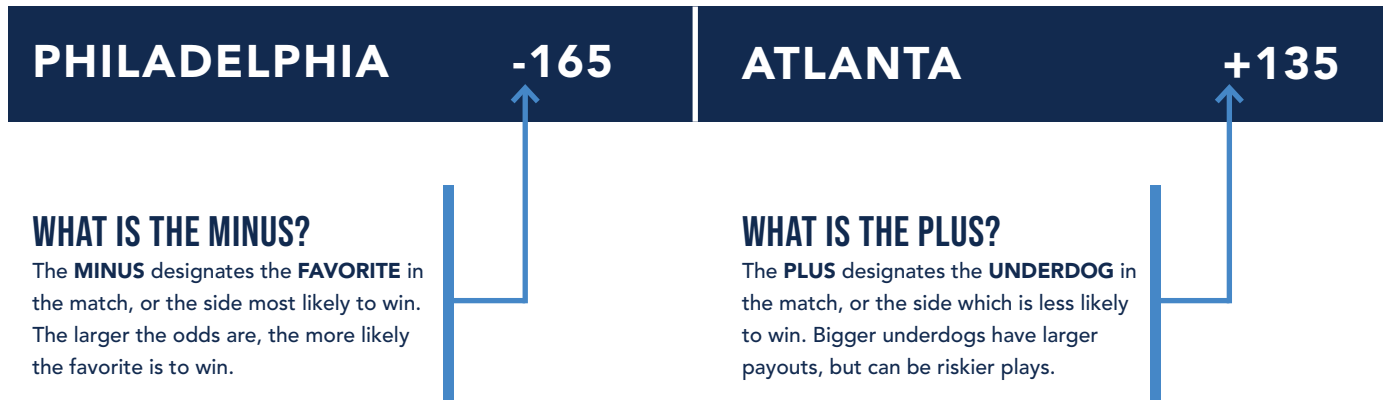 PHILADELPHIA -165
WHAT IS THE MINUS?
The MINUS designates the FAVORITE in
the match, or the side most likely to win.
The larger the odds are, the more likely
the favorite is to win.
ATLANTA +135
WHAT IS THE PLUS?
The PLUS designates the UNDERDOG in
the match, or the side which is less likely
to win. Bigger underdogs have larger
payouts, but can be riskier plays.